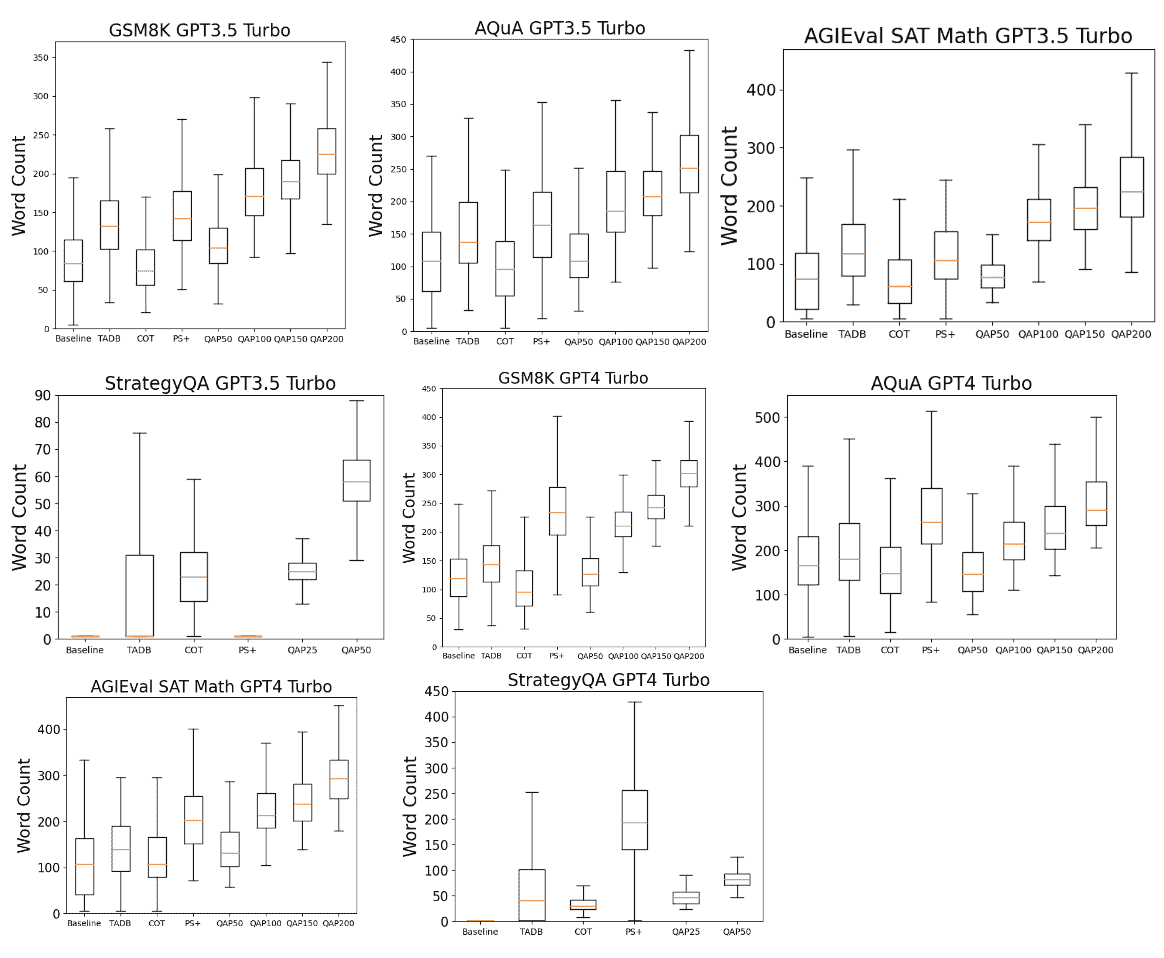 GSM8K GPT3.5 Turbo
Word Count
350
300
250
200
150
100
50
0
Baseline TADB COT PS+ QAP50 QAP100 QAP150 QAP200
AQuA GPT3.5 Turbo
Word Count
450
400
350
300
250
200
150
100
50
0
Baseline TADB COT PS+ QAP50 QAP100 QAP150 QAP200
AGIEval SAT Math GPT3.5 Turbo
Word Count
400
300
200
100
0
Baseline TADB COT PS+ QAP50 QAP100 QAP150 QAP200
StrategyQA GPT3.5 Turbo
Word Count
90
80
70
60
50
40
30
20
10
0
Baseline TADB COT PS+ QAP25 QAP50
GSM8K GPT4 Turbo
Word Count
450
400
350
300
250
200
150
100
50
0
Baseline TADB COT PS+ QAP50 QAP100 QAP150 QAP200
AQuA GPT4 Turbo
Word Count
500
400
300
200
100
0
Baseline TADB COT PS+ QAP50 QAP100 QAP150 QAP200
AGIEval SAT Math GPT4 Turbo
Word Count
400
300
200
100
0
Baseline TADB COT PS+ QAP50 QAP100 QAP150 QAP200
StrategyQA GPT4 Turbo
Word Count
450
400
350
300
250
200
150
100
50
0
Baseline TADB COT PS+ QAP25 QAP50